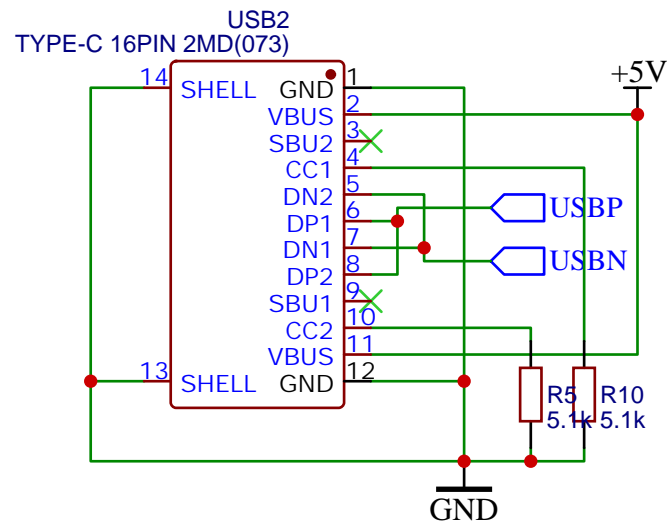 USB2
TYPE-C 16PIN 2MD(073)
+5V
14 SHELL GND 1
VBUS 2
SBU2 3
CC1 4
DN2 5
DP1 6 USBP
DN1 7
DP2 8 USBN
SBU1 9
CC2 10
VBUS 11
13 SHELL GND 12
R5 R10
5.1k 5.1k
GND